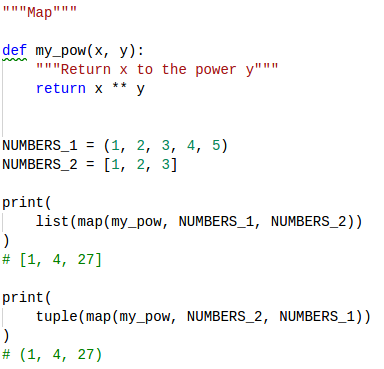 """Map"""
def my_pow(x, y):
    """Return x to the power y"""
    return x ** y
NUMBERS_1 = (1, 2, 3, 4, 5)
NUMBERS_2 = [1, 2, 3]
print(
    list(map(my_pow, NUMBERS_1, NUMBERS_2))
)
# [1, 4, 27]
print(
    tuple(map(my_pow, NUMBERS_2, NUMBERS_1))
)
# (1, 4, 27)